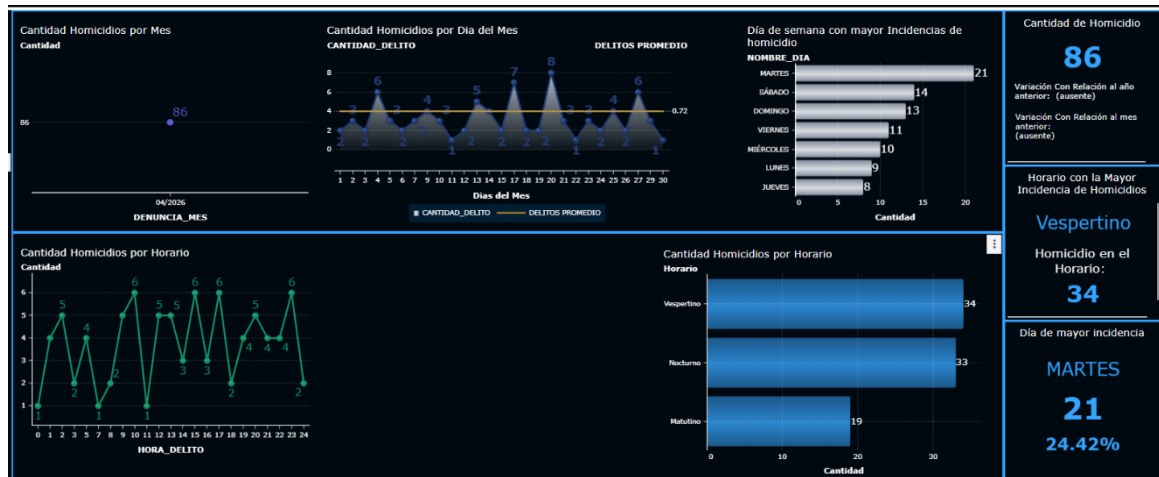 Cantidad Homicidios por Mes
Cantidad
86
86
04/2026
DENUNCIA_MES
Cantidad Homicidios por Dia del Mes
CANTIDAD_DELITO
DELITOS PROMEDIO
8
6
4
2
0
2 3 2 6 3 2 3 4 3 1 2 5 4 2 7 2 2 8 3 1 3 2 4 2 6 3 1
0.72
1 2 3 4 5 7 8 9 10 11 12 13 14 15 16 17 18 19 20 21 22 23 24 25 26 27 28 30
Dias del Mes
CANTIDAD_DELITO DELITOS PROMEDIO
Día de semana con mayor Incidencias de
homicidio
NOMBRE_DIA
MARTES 21
SÁBADO 14
DOMINGO 13
VIERNES 11
MIÉRCOLES 10
LUNES 9
JUEVES 8
0 5 10 15 20
Cantidad
Cantidad de Homicidio
86
Variación Con Relación al año
anterior: (ausente)
Variación Con Relación al mes
anterior:
(ausente)
Horario con la Mayor
Incidencia de Homicidios
Vespertino
Homicidio en el
Horario:
34
Día de mayor incidencia
MARTES
21
24.42%
Cantidad Homicidios por Horario
Cantidad
6
5
4
3
2
1
1 5 2 4 1 2 6 1 5 5 3 6 3 6 2 4 5 4 4 6 2
0 1 2 3 5 7 8 9 10 11 12 13 14 15 16 17 18 19 20 21 22 23 24
HORA_DELITO
Cantidad Homicidios por Horario
Horario
Vespertino 34
Nocturno 33
Matutino 19
0 10 20 30
Cantidad